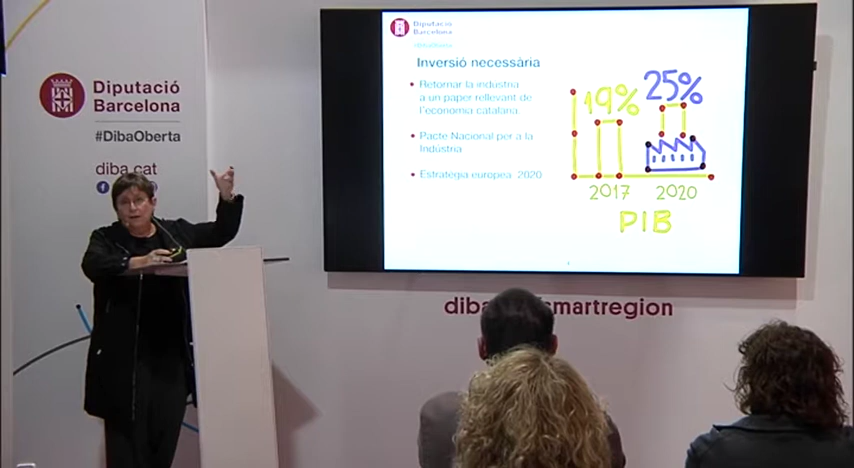 Diputació
Barcelona
#DibaOberta
diba.cat
Diputació
Barcelona
Inversió necessària
• Retornar la indústria
a un paper rellevant de
l'economia catalana.
• Pacte Nacional per a la
Indústria
• Estratègia europea 2020
19%
25%
2017
2020
PIB
diba
smartregion